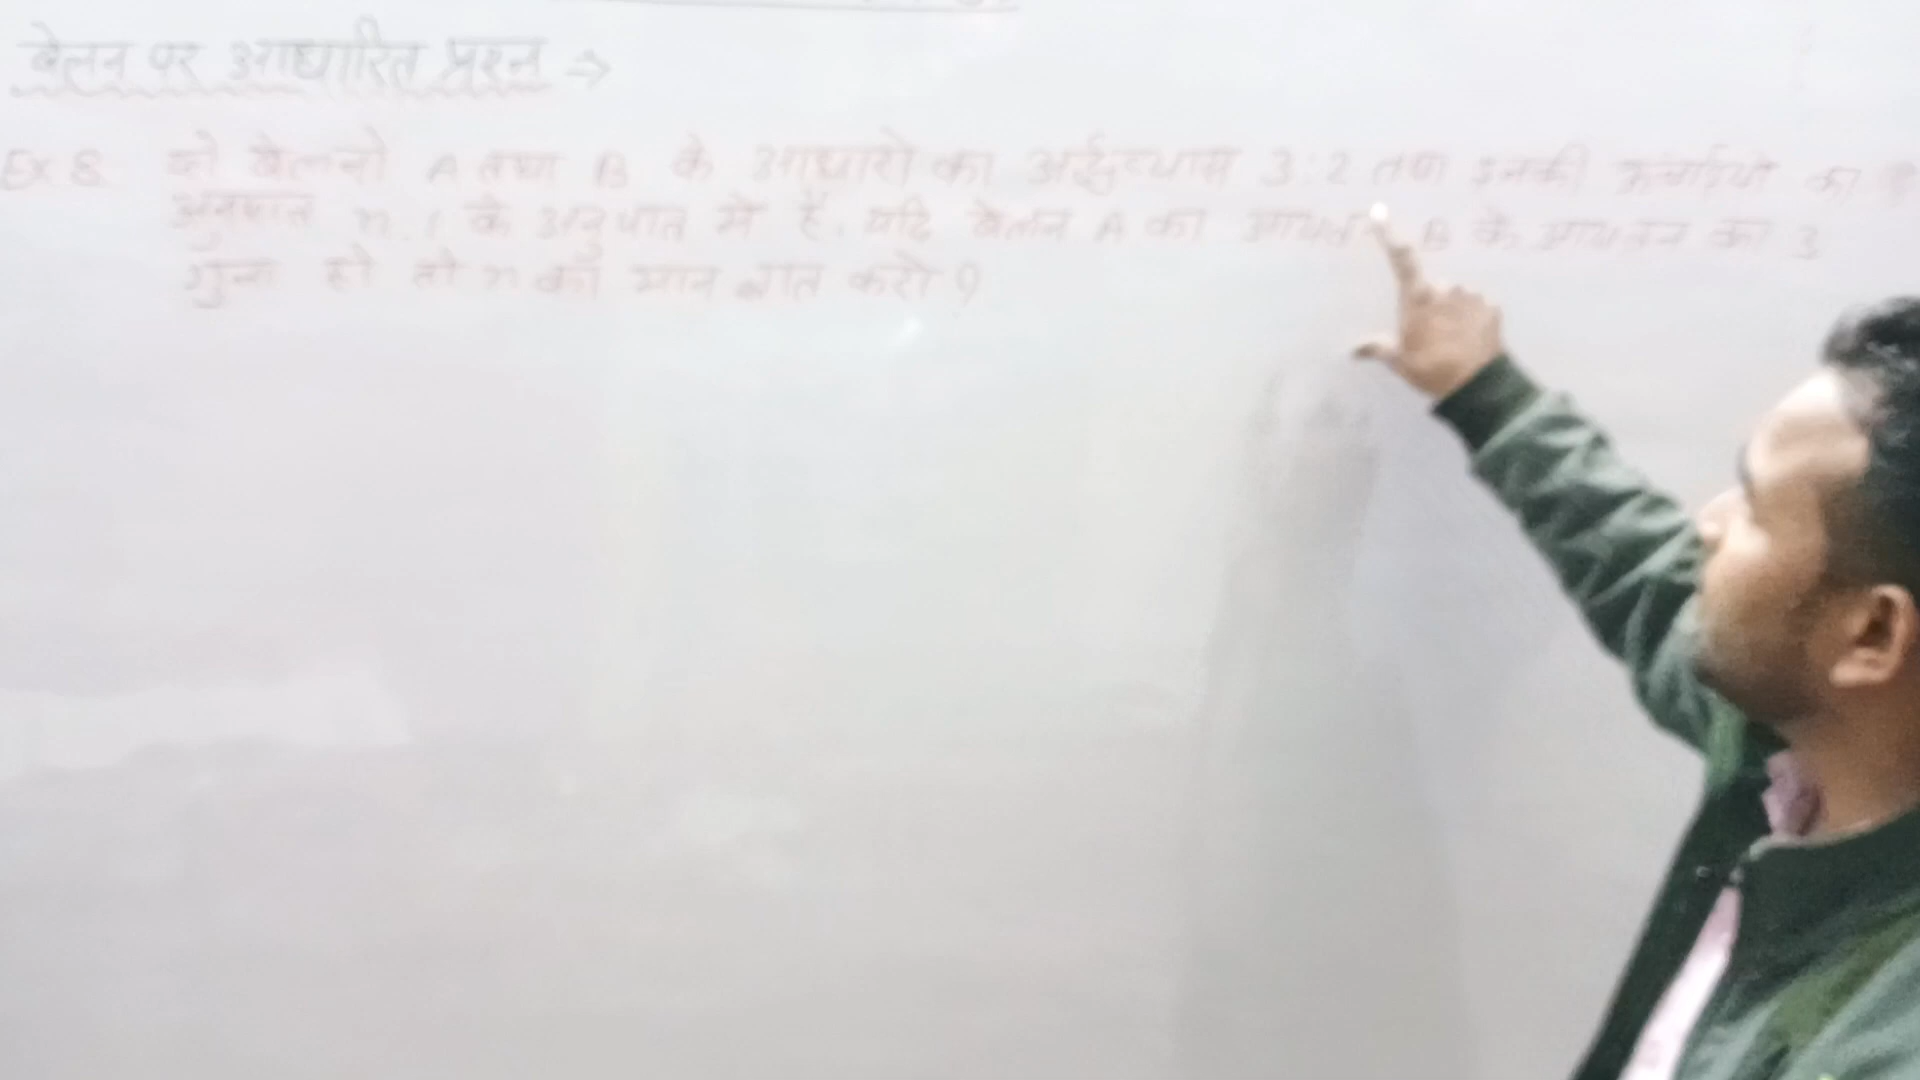 बेलन पर आधारित प्रश्न →
Ex 8 दो बेलनो A तथा B के आधारो का अर्द्धव्यास 3:2 तथा इनकी ऊंचाईयो का
अनुपात n:1 के अनुपात मे है, यदि बेलन A का आयतन B के आयतन का 3
गुना हो तो n का मान ज्ञात करो ?